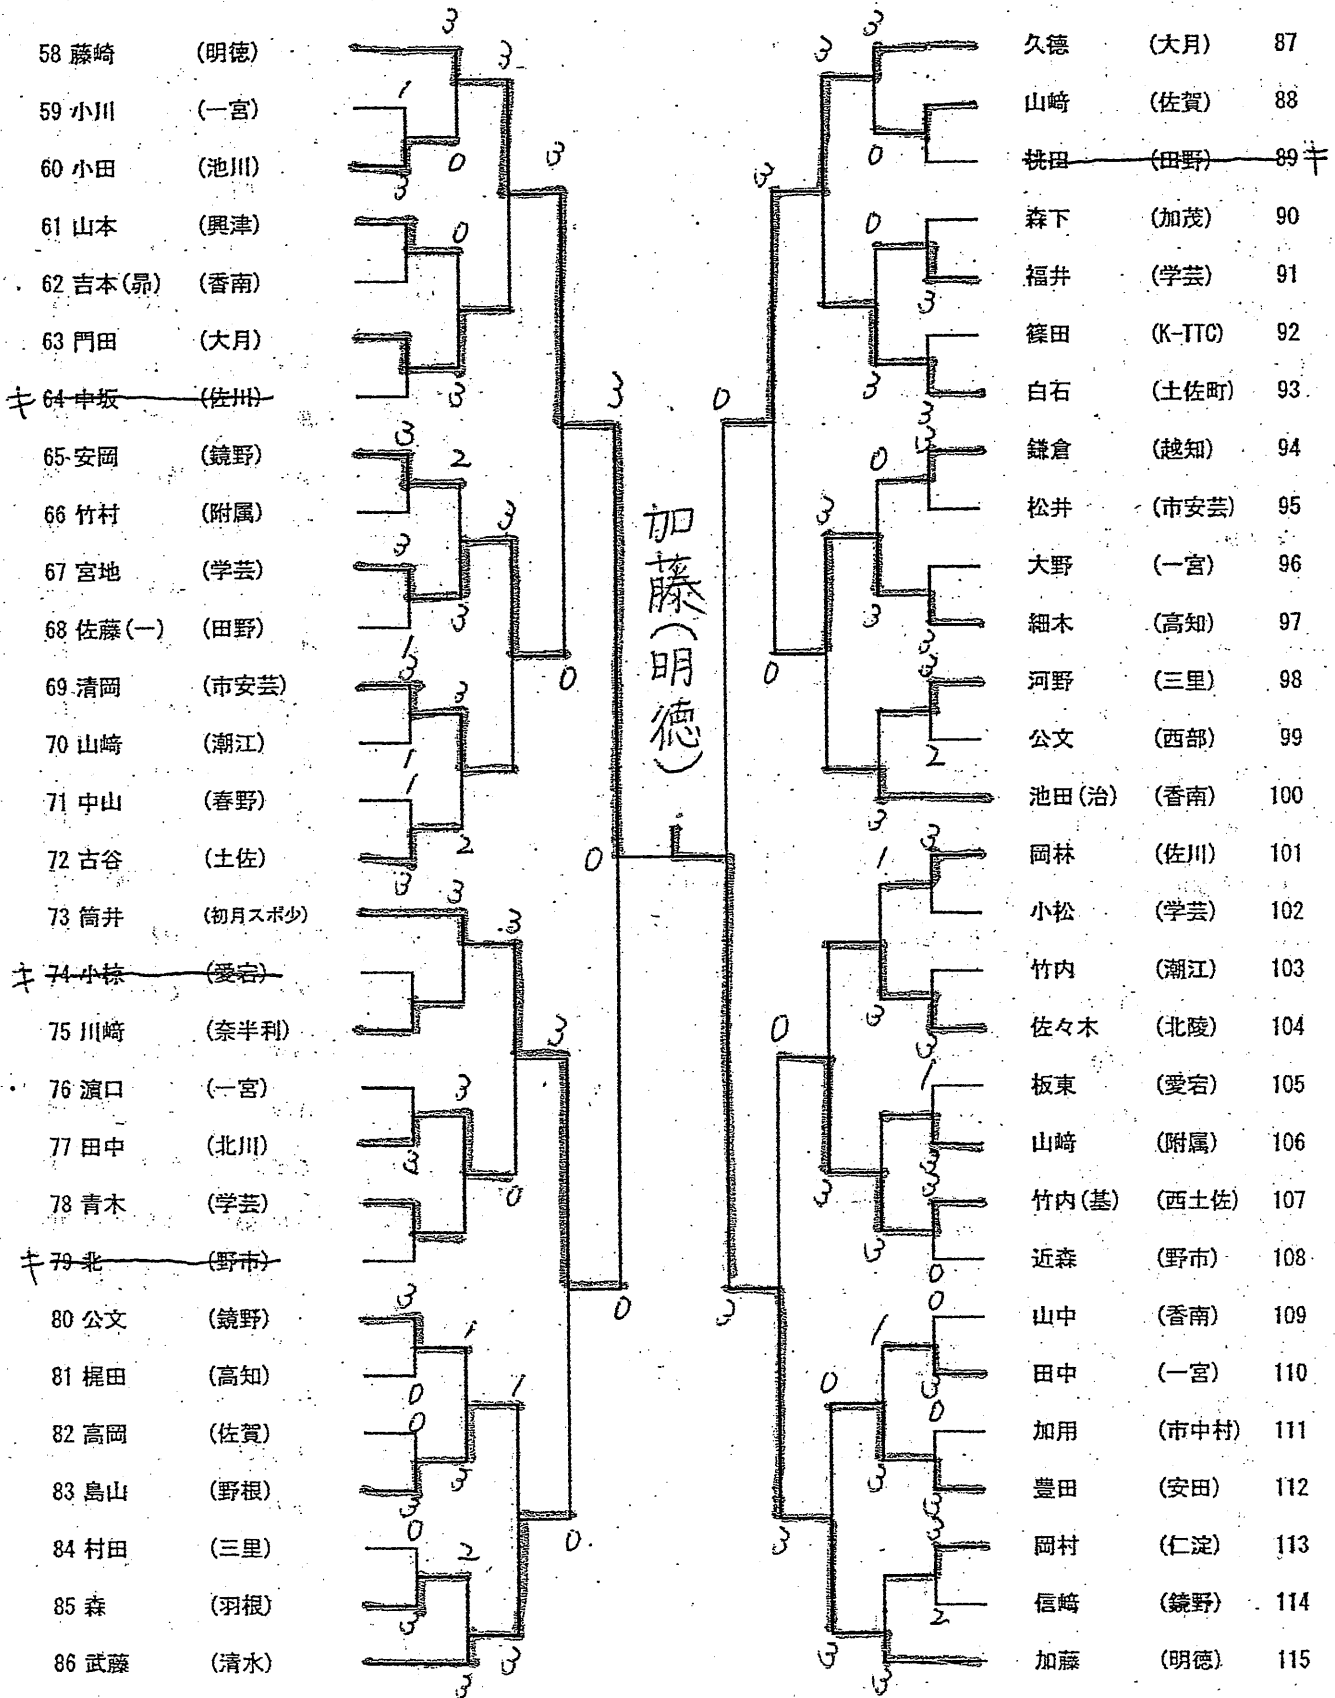 58 藤崎 (明徳)
59 小川 (一宮)
60 小田 (池川)
61 山本 (興津)
62 吉本(昴) (香南)
63 門田 (大月)
キ 64 中坂 (佐川)
65 安岡 (鏡野)
66 竹村 (附属)
67 宮地 (学芸)
68 佐藤(一) (田野)
69 清岡 (市安芸)
70 山﨑 (潮江)
71 中山 (春野)
72 古谷 (土佐)
73 筒井 (初月スポ少)
キ 74 小椋 (愛宕)
75 川﨑 (奈半利)
76 濵口 (一宮)
77 田中 (北川)
78 青木 (学芸)
キ 79 北 (野市)
80 公文 (鏡野)
81 梶田 (高知)
82 高岡 (佐賀)
83 島山 (野根)
84 村田 (三里)
85 森 (羽根)
86 武藤 (清水)
加藤(明徳)
久德 (大月) 87
山﨑 (佐賀) 88
桃田 (田野) 89 キ
森下 (加茂) 90
福井 (学芸) 91
篠田 (K-TTC) 92
白石 (土佐町) 93
鎌倉 (越知) 94
松井 (市安芸) 95
大野 (一宮) 96
細木 (高知) 97
河野 (三里) 98
公文 (西部) 99
池田(治) (香南) 100
岡林 (佐川) 101
小松 (学芸) 102
竹内 (潮江) 103
佐々木 (北陵) 104
板東 (愛宕) 105
山﨑 (附属) 106
竹内(基) (西土佐) 107
近森 (野市) 108
山中 (香南) 109
田中 (一宮) 110
加用 (市中村) 111
豊田 (安田) 112
岡村 (仁淀) 113
信﨑 (鏡野) 114
加藤 (明徳) 115